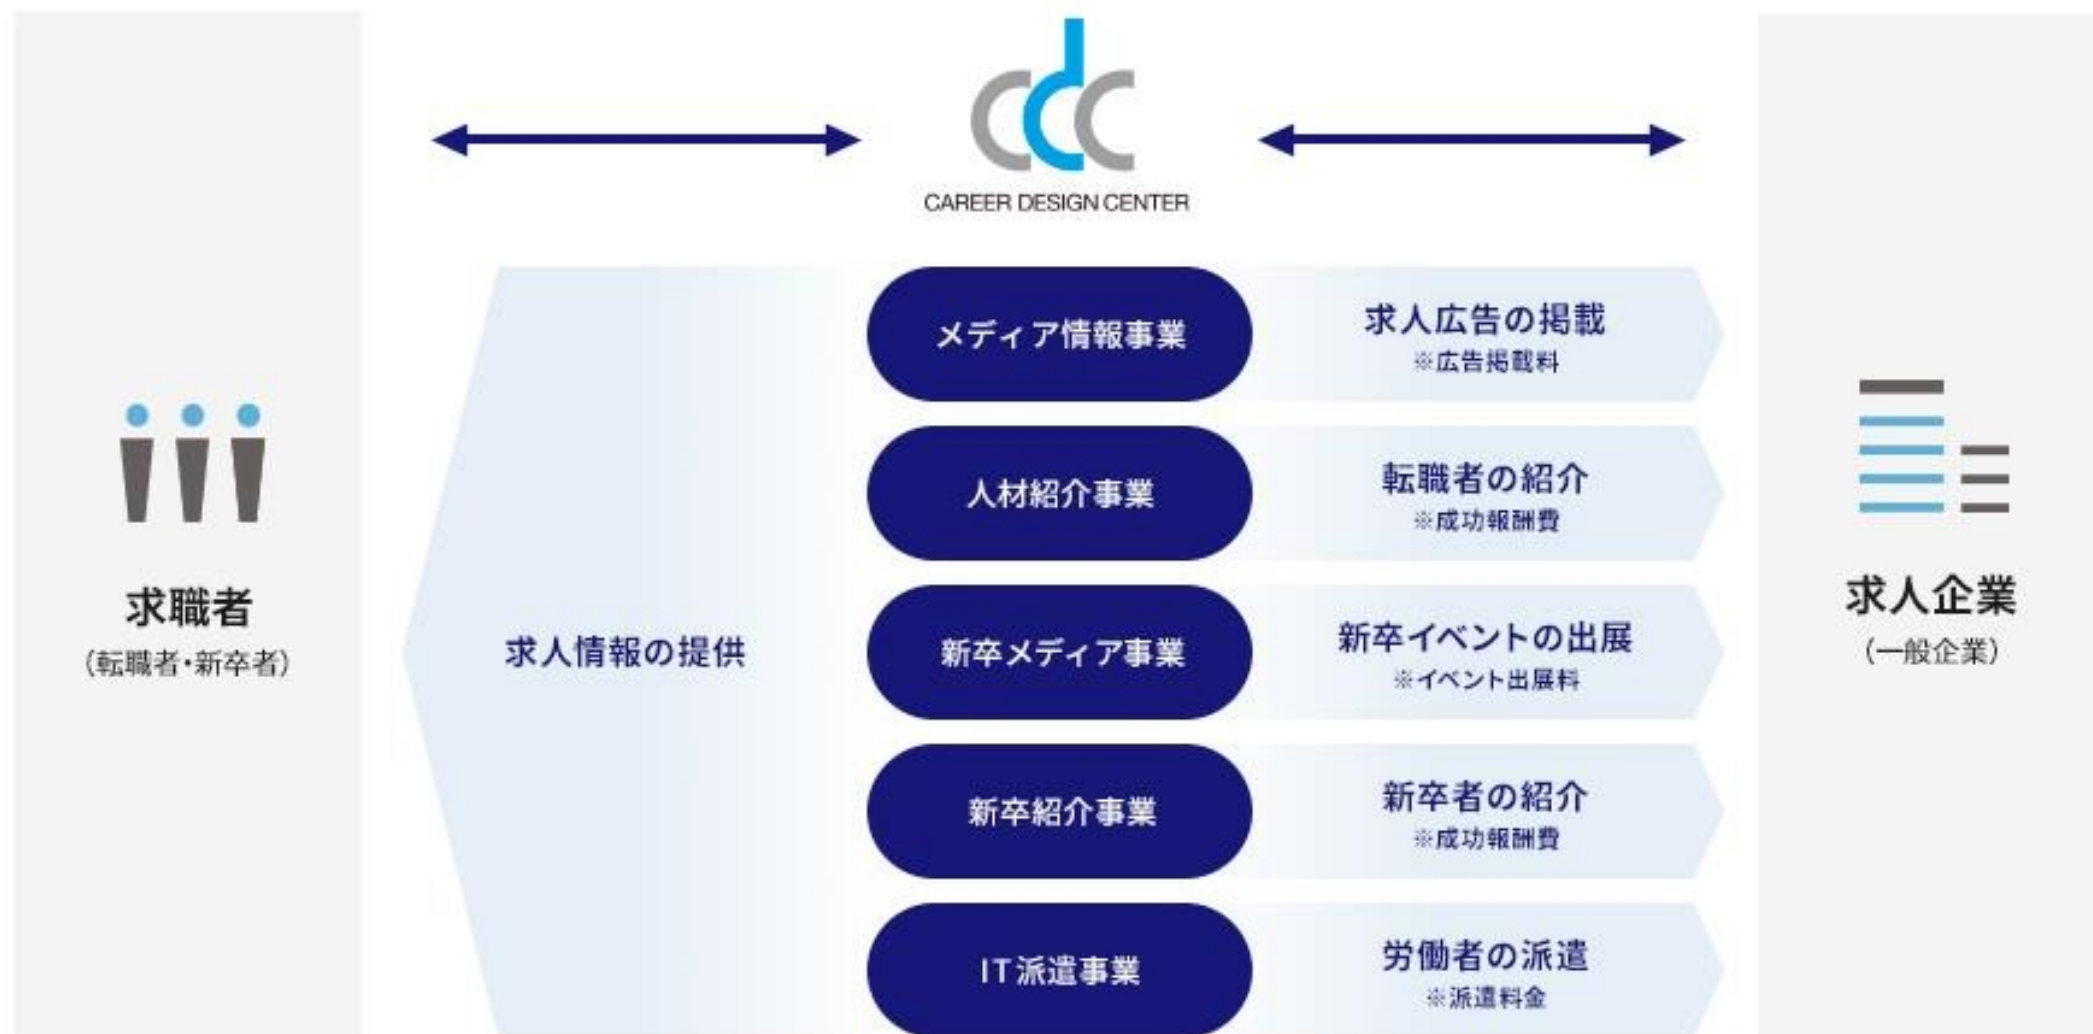 cdc
CAREER DESIGN CENTER
求職者
（転職者・新卒者）
求人情報の提供
メディア情報事業
求人広告の掲載
※広告掲載料
人材紹介事業
転職者の紹介
※成功報酬費
新卒メディア事業
新卒イベントの出展
※イベント出展料
新卒紹介事業
新卒者の紹介
※成功報酬費
IT派遣事業
労働者の派遣
※派遣料金
求人企業
（一般企業）